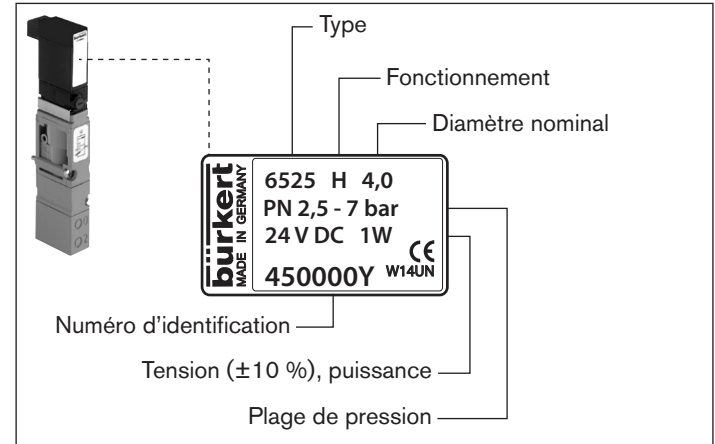 Type
Fonctionnement
Diamètre nominal
bürkert
MADE IN GERMANY
6525 H 4,0
PN 2,5 - 7 bar
24 V DC 1W
CE
450000Y W14UN
Numéro d'identification
Tension (±10 %), puissance
Plage de pression